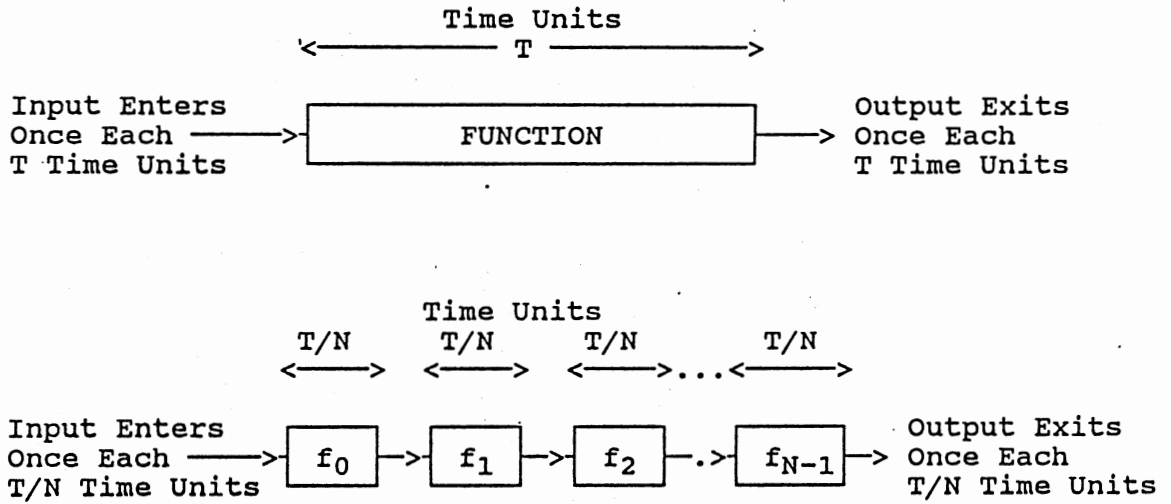 Time Units
T
Input Enters
Once Each
T Time Units
FUNCTION
Output Exits
Once Each
T Time Units
Time Units
T/N T/N T/N T/N
...
Input Enters
Once Each
T/N Time Units
f0 f1 f2 . fN-1
Output Exits
Once Each
T/N Time Units